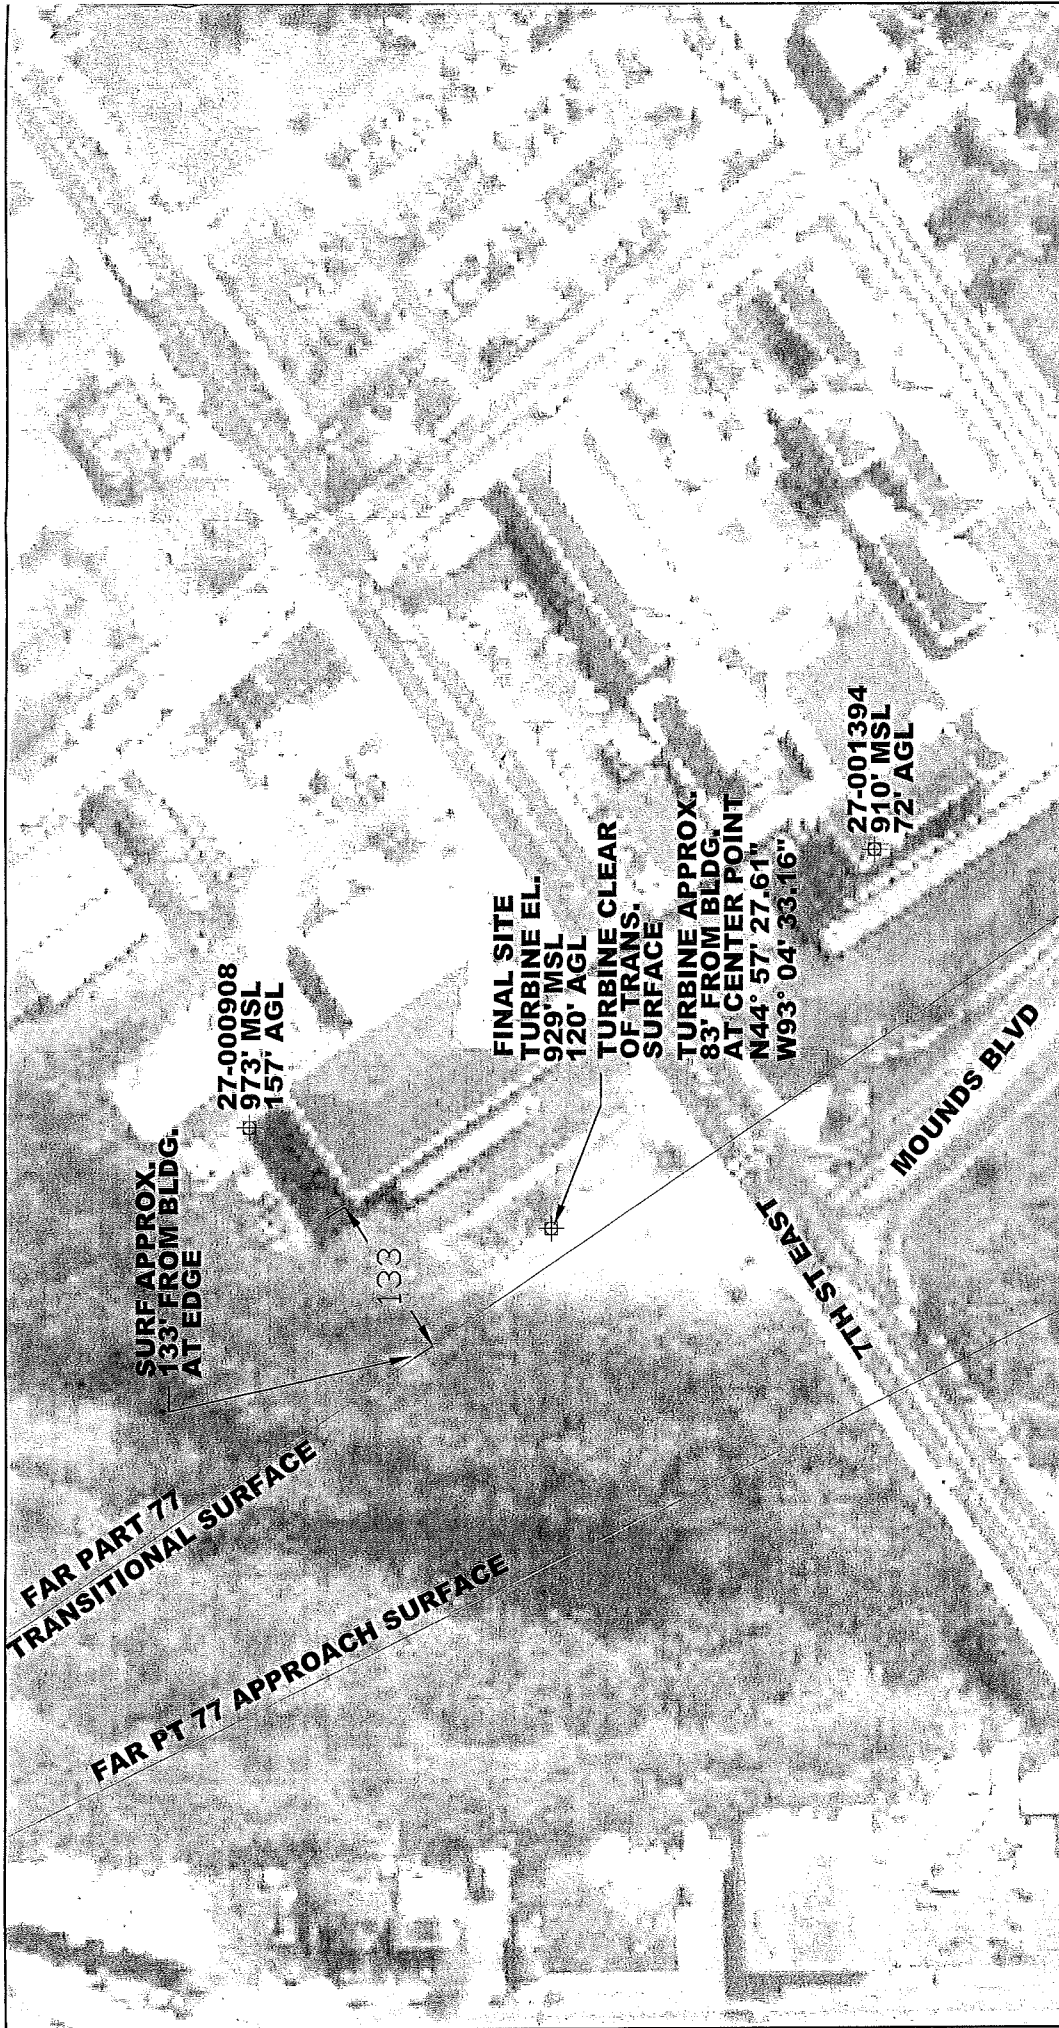 FAR PART 77
TRANSITIONAL SURFACE
FAR PT 77 APPROACH SURFACE
SURF APPROX.
133' FROM BLDG.
AT EDGE
133
27-000908
973' MSL
157' AGL
FINAL SITE
TURBINE EL.
929' MSL
120' AGL
TURBINE CLEAR
OF TRANS.
SURFACE
TURBINE APPROX.
83' FROM BLDG.
AT CENTER POINT
N44° 57' 27.61"
W93° 04' 33.16"
27-001394
910' MSL
72' AGL
7TH ST EAST
MOUNDS BLVD